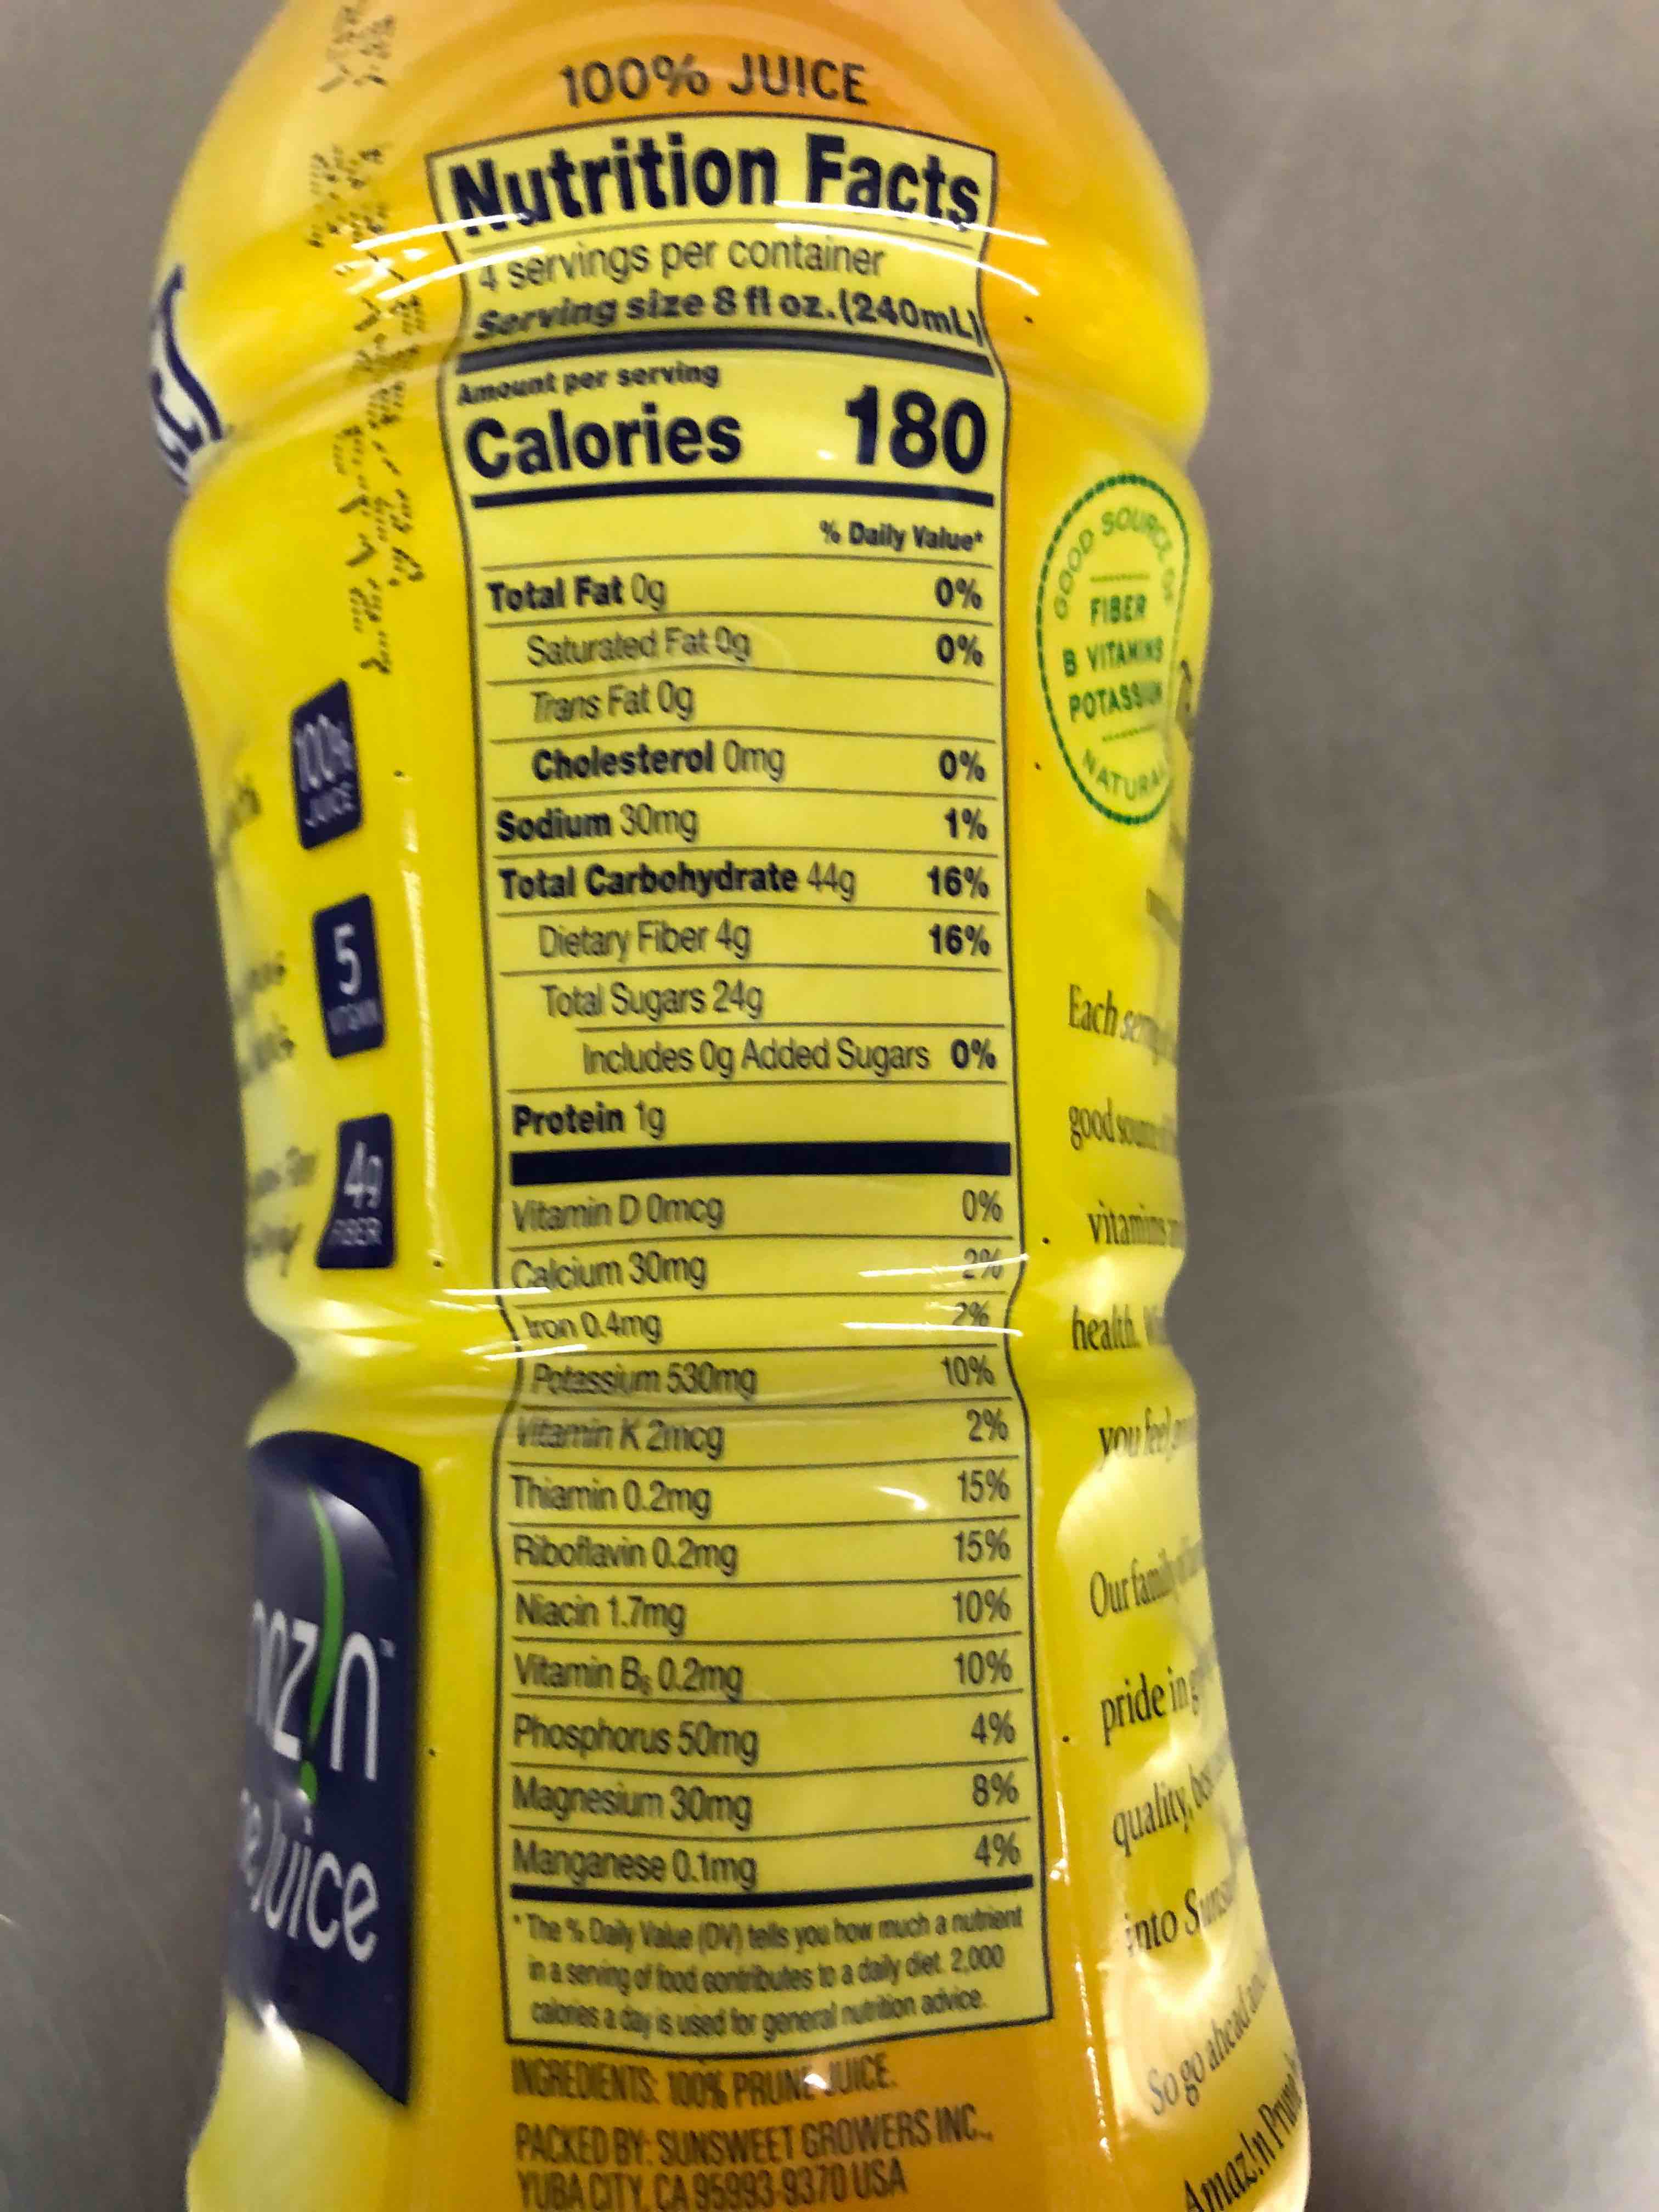 100% JUICE
Nutrition Facts
4 servings per container
Serving size 8 fl oz. (240mL)
Amount per serving
Calories 180
% Daily Value*
Total Fat 0g 0%
Saturated Fat 0g 0%
Trans Fat 0g
Cholesterol 0mg 0%
Sodium 30mg 1%
Total Carbohydrate 44g 16%
Dietary Fiber 4g 16%
Total Sugars 24g
Includes 0g Added Sugars 0%
Protein 1g
Vitamin D 0mcg 0%
Calcium 30mg 2%
Iron 0.4mg 2%
Potassium 530mg 10%
Vitamin K 2mcg 2%
Thiamin 0.2mg 15%
Riboflavin 0.2mg 15%
Niacin 1.7mg 10%
Vitamin B₆ 0.2mg 10%
Phosphorus 50mg 4%
Magnesium 30mg 8%
Manganese 0.1mg 4%
* The % Daily Value (DV) tells you how much a nutrient
in a serving of food contributes to a daily diet. 2,000
calories a day is used for general nutrition advice.
INGREDIENTS: 100% PRUNE JUICE.
PACKED BY: SUNSWEET GROWERS INC.,
YUBA CITY, CA 95993-9370 USA
100%
JUICE
5
4g
FIBER
Juice
GOOD SOURCE OF
FIBER
B VITAMINS
POTASSIUM
NATURAL
Each
good
vitamins
health.
you feel
Our family
pride in
quality,
into
So go ahead
Amaz!n